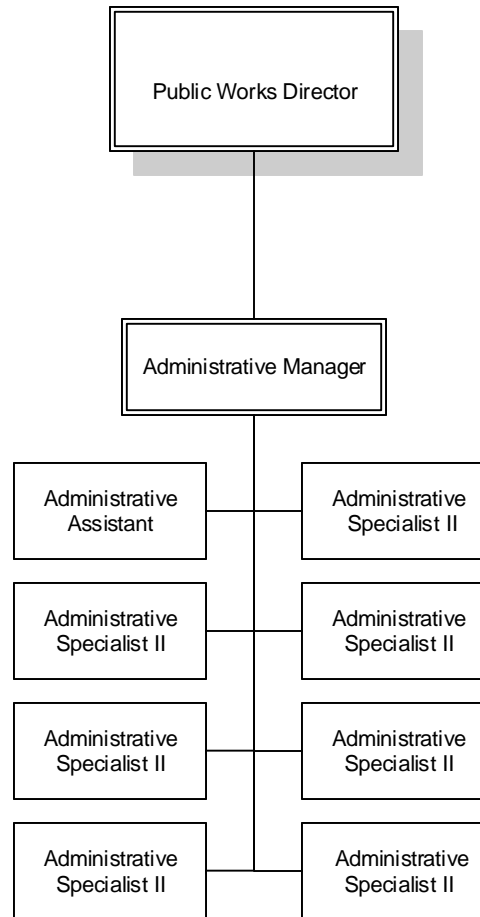 Public Works Director
Administrative Manager
Administrative
Assistant
Administrative
Specialist II
Administrative
Specialist II
Administrative
Specialist II
Administrative
Specialist II
Administrative
Specialist II
Administrative
Specialist II
Administrative
Specialist II